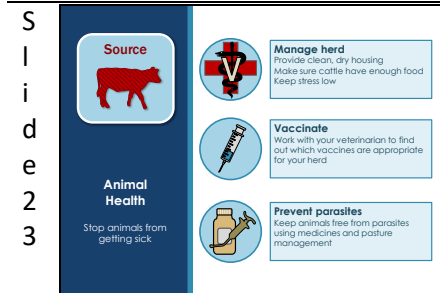 Slide23
Source
Animal
Health
Stop animals from
getting sick
V
Manage herd
Provide clean, dry housing
Make sure cattle have enough food
Keep stress low
Vaccinate
Work with your veterinarian to find
out which vaccines are appropriate
for your herd
Prevent parasites
Keep animals free from parasites
using medicines and pasture
management